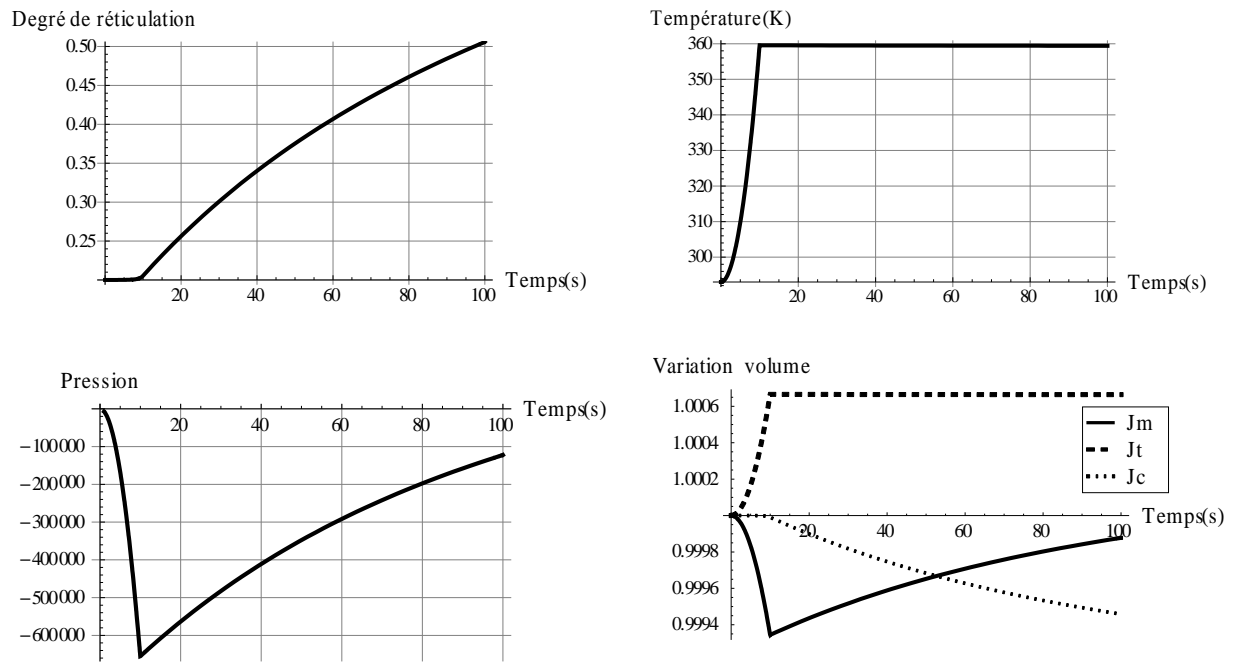 Degré de réticulation
0.50
0.45
0.40
0.35
0.30
0.25
20 40 60 80 100
Temps(s)
Température(K)
360
350
340
330
320
310
300
20 40 60 80 100
Temps(s)
Pression
Temps(s)
20 40 60 80 100
−100000
−200000
−300000
−400000
−500000
−600000
Variation volume
1.0006
1.0004
1.0002
0.9998
0.9996
0.9994
20 40 60 80 100
Temps(s)
Jm
Jt
Jc